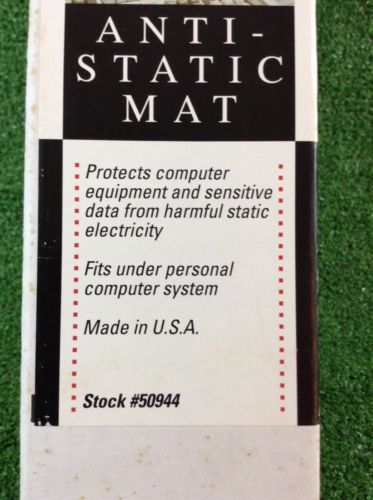 ANTI-
STATIC
MAT
Protects computer
equipment and sensitive
data from harmful static
electricity
Fits under personal
computer system
Made in U.S.A.
Stock #50944